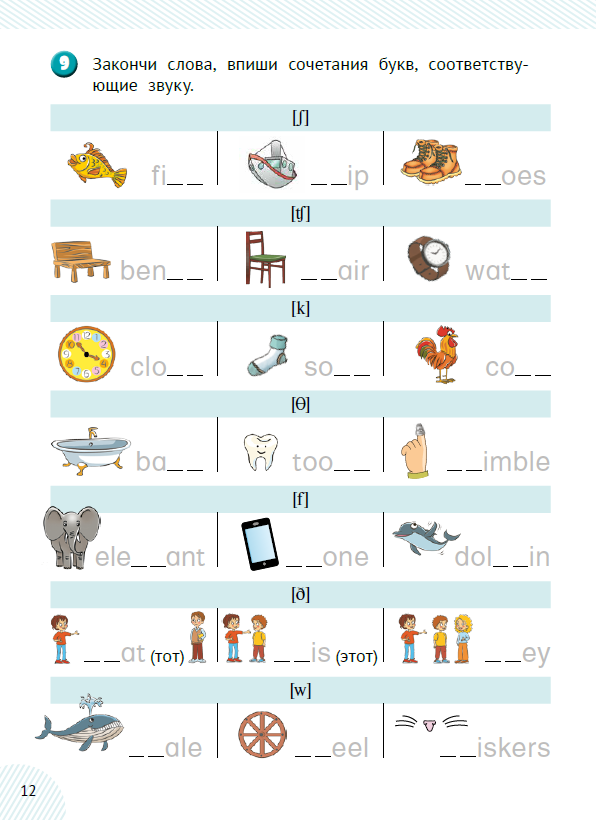 9 Закончи слова, впиши сочетания букв, соответству-
ющие звуку.
[ʃ]
fi_ _ _ _ip _ _oes
[ʧ]
ben_ _ _ _air wat_ _
[k]
clo_ _ so_ _ co_ _
[θ]
ba_ _ too_ _ _ _imble
[f]
ele_ _ant _ _one dol_ _in
[ð]
_ _at (тот) _ _is (этот) _ _ey
[w]
_ _ale _ _eel _ _iskers
12